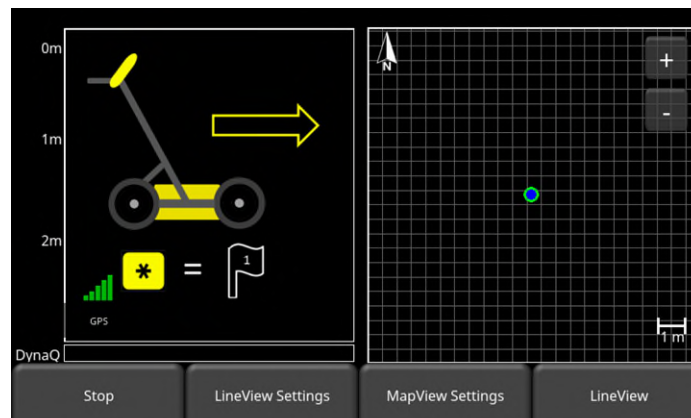 0m
1m
2m
* = 1
GPS
DynaQ
N
+
-
1 m
Stop
LineView Settings
MapView Settings
LineView